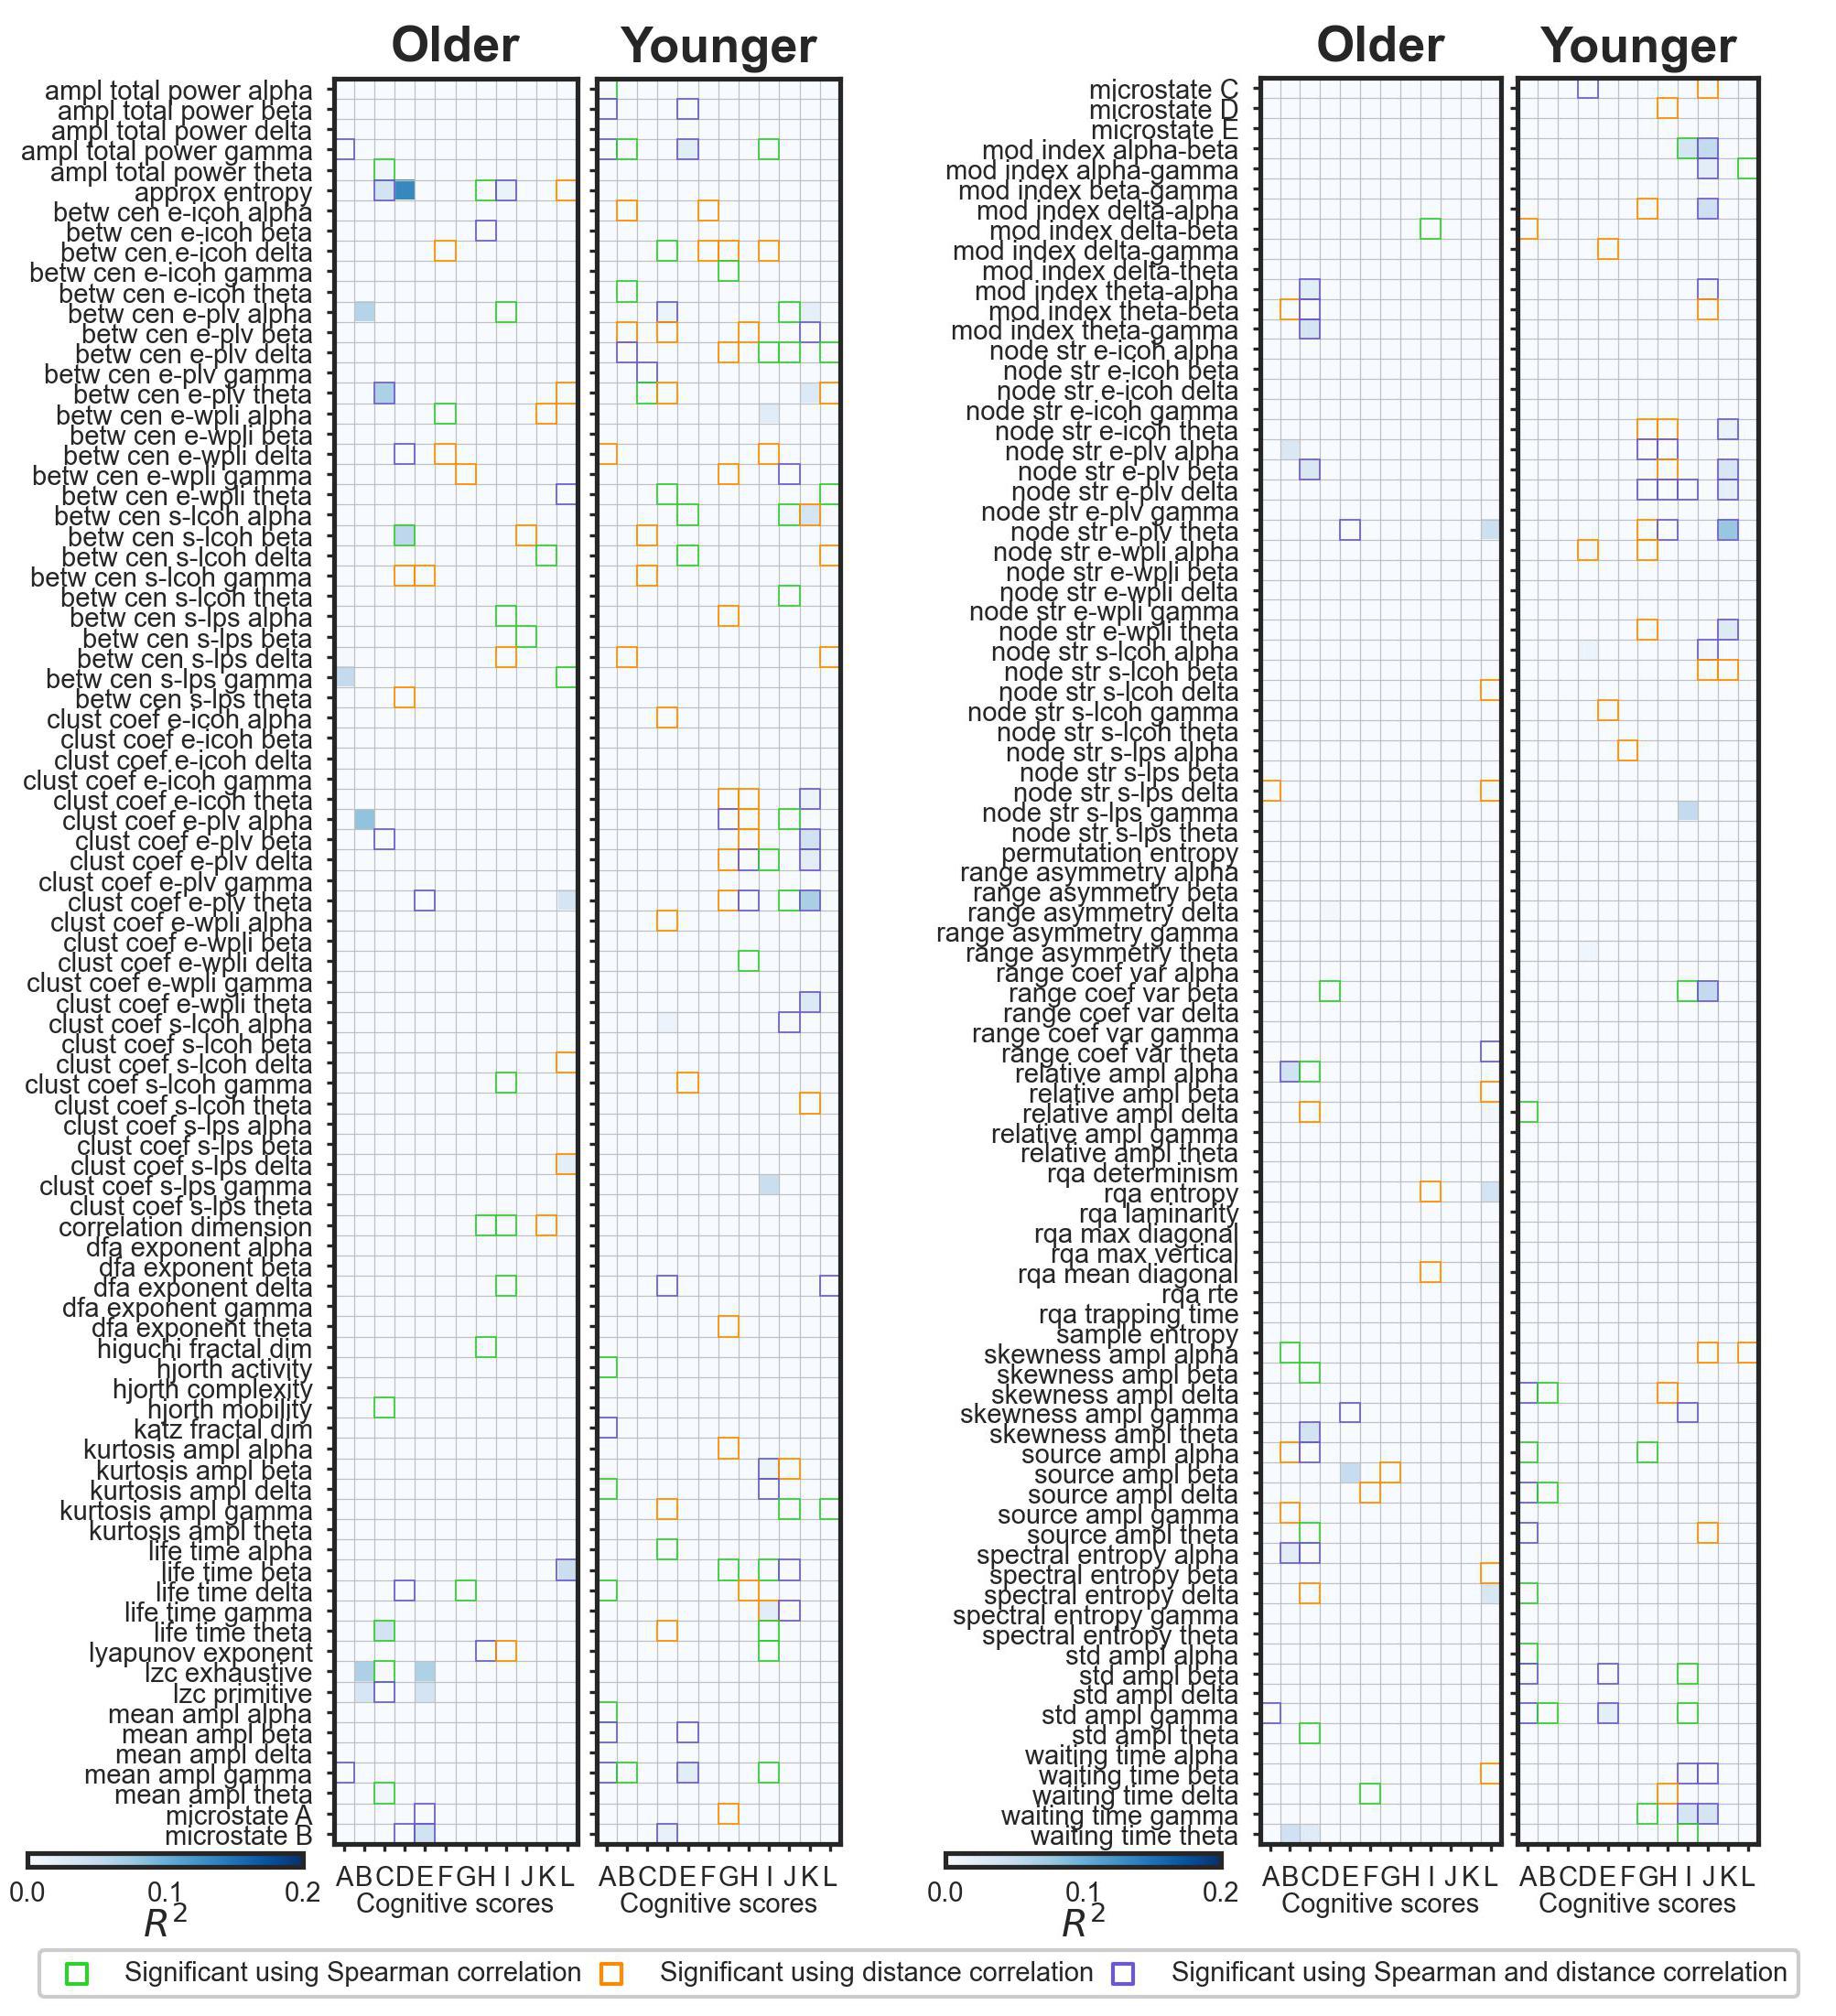 Older Younger
ampl total power alpha
ampl total power beta
ampl total power delta
ampl total power gamma
ampl total power theta
approx entropy
betw cen e-icoh alpha
betw cen e-icoh beta
betw cen e-icoh delta
betw cen e-icoh gamma
betw cen e-icoh theta
betw cen e-plv alpha
betw cen e-plv beta
betw cen e-plv delta
betw cen e-plv gamma
betw cen e-plv theta
betw cen e-wpli alpha
betw cen e-wpli beta
betw cen e-wpli delta
betw cen e-wpli gamma
betw cen e-wpli theta
betw cen s-lcoh alpha
betw cen s-lcoh beta
betw cen s-lcoh delta
betw cen s-lcoh gamma
betw cen s-lcoh theta
betw cen s-lps alpha
betw cen s-lps beta
betw cen s-lps delta
betw cen s-lps gamma
betw cen s-lps theta
clust coef e-icoh alpha
clust coef e-icoh beta
clust coef e-icoh delta
clust coef e-icoh gamma
clust coef e-icoh theta
clust coef e-plv alpha
clust coef e-plv beta
clust coef e-plv delta
clust coef e-plv gamma
clust coef e-plv theta
clust coef e-wpli alpha
clust coef e-wpli beta
clust coef e-wpli delta
clust coef e-wpli gamma
clust coef e-wpli theta
clust coef s-lcoh alpha
clust coef s-lcoh beta
clust coef s-lcoh delta
clust coef s-lcoh gamma
clust coef s-lcoh theta
clust coef s-lps alpha
clust coef s-lps beta
clust coef s-lps delta
clust coef s-lps gamma
clust coef s-lps theta
correlation dimension
dfa exponent alpha
dfa exponent beta
dfa exponent delta
dfa exponent gamma
dfa exponent theta
higuchi fractal dim
hjorth activity
hjorth complexity
hjorth mobility
katz fractal dim
kurtosis ampl alpha
kurtosis ampl beta
kurtosis ampl delta
kurtosis ampl gamma
kurtosis ampl theta
life time alpha
life time beta
life time delta
life time gamma
life time theta
lyapunov exponent
lzc exhaustive
lzc primitive
mean ampl alpha
mean ampl beta
mean ampl delta
mean ampl gamma
mean ampl theta
microstate A
microstate B
A B C D E F G H I J K L A B C D E F G H I J K L
Cognitive scores Cognitive scores
0.0 0.1 0.2
R²
Older Younger
microstate C
microstate D
microstate E
mod index alpha-beta
mod index alpha-gamma
mod index beta-gamma
mod index delta-alpha
mod index delta-beta
mod index delta-gamma
mod index delta-theta
mod index theta-alpha
mod index theta-beta
mod index theta-gamma
node str e-icoh alpha
node str e-icoh beta
node str e-icoh delta
node str e-icoh gamma
node str e-icoh theta
node str e-plv alpha
node str e-plv beta
node str e-plv delta
node str e-plv gamma
node str e-plv theta
node str e-wpli alpha
node str e-wpli beta
node str e-wpli delta
node str e-wpli gamma
node str e-wpli theta
node str s-lcoh alpha
node str s-lcoh beta
node str s-lcoh delta
node str s-lcoh gamma
node str s-lcoh theta
node str s-lps alpha
node str s-lps beta
node str s-lps delta
node str s-lps gamma
node str s-lps theta
permutation entropy
range asymmetry alpha
range asymmetry beta
range asymmetry delta
range asymmetry gamma
range asymmetry theta
range coef var alpha
range coef var beta
range coef var delta
range coef var gamma
range coef var theta
relative ampl alpha
relative ampl beta
relative ampl delta
relative ampl gamma
relative ampl theta
rqa determinism
rqa entropy
rqa laminarity
rqa max diagonal
rqa max vertical
rqa mean diagonal
rqa rte
rqa trapping time
sample entropy
skewness ampl alpha
skewness ampl beta
skewness ampl delta
skewness ampl gamma
skewness ampl theta
source ampl alpha
source ampl beta
source ampl delta
source ampl gamma
source ampl theta
spectral entropy alpha
spectral entropy beta
spectral entropy delta
spectral entropy gamma
spectral entropy theta
std ampl alpha
std ampl beta
std ampl delta
std ampl gamma
std ampl theta
waiting time alpha
waiting time beta
waiting time delta
waiting time gamma
waiting time theta
A B C D E F G H I J K L A B C D E F G H I J K L
Cognitive scores Cognitive scores
0.0 0.1 0.2
R²
Significant using Spearman correlation Significant using distance correlation Significant using Spearman and distance correlation